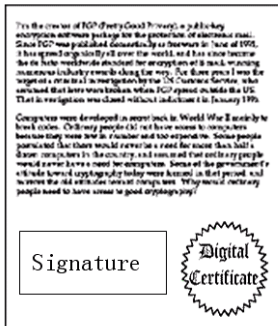 I'm the creator of PGP (Pretty Good Privacy), a public-key
encryption software package for the protection of electronic mail.
Since PGP was published domestically as freeware in June of 1991,
it has spread organically all over the world, and has since become
the de facto worldwide standard for encryption of E-mail, winning
numerous industry awards along the way. For three years I was the
target of a criminal investigation by the US Customs Service, who
assumed that laws were broken when PGP spread outside the US.
That investigation was closed without indictment in January 1996.
Computers were developed in secret back in World War II mainly to
break codes. Ordinary people did not have access to computers
because they were few in number and too expensive. Some people
postulated that there would never be a need for more than half a
dozen computers in the country, and assumed that ordinary people
would never have a need for computers. Some of the government's
attitude toward cryptography today were formed in that period, and
mirrors the old attitudes toward computers. Why would ordinary
people need to have access to good cryptography?
Signature
Digital
Certificate